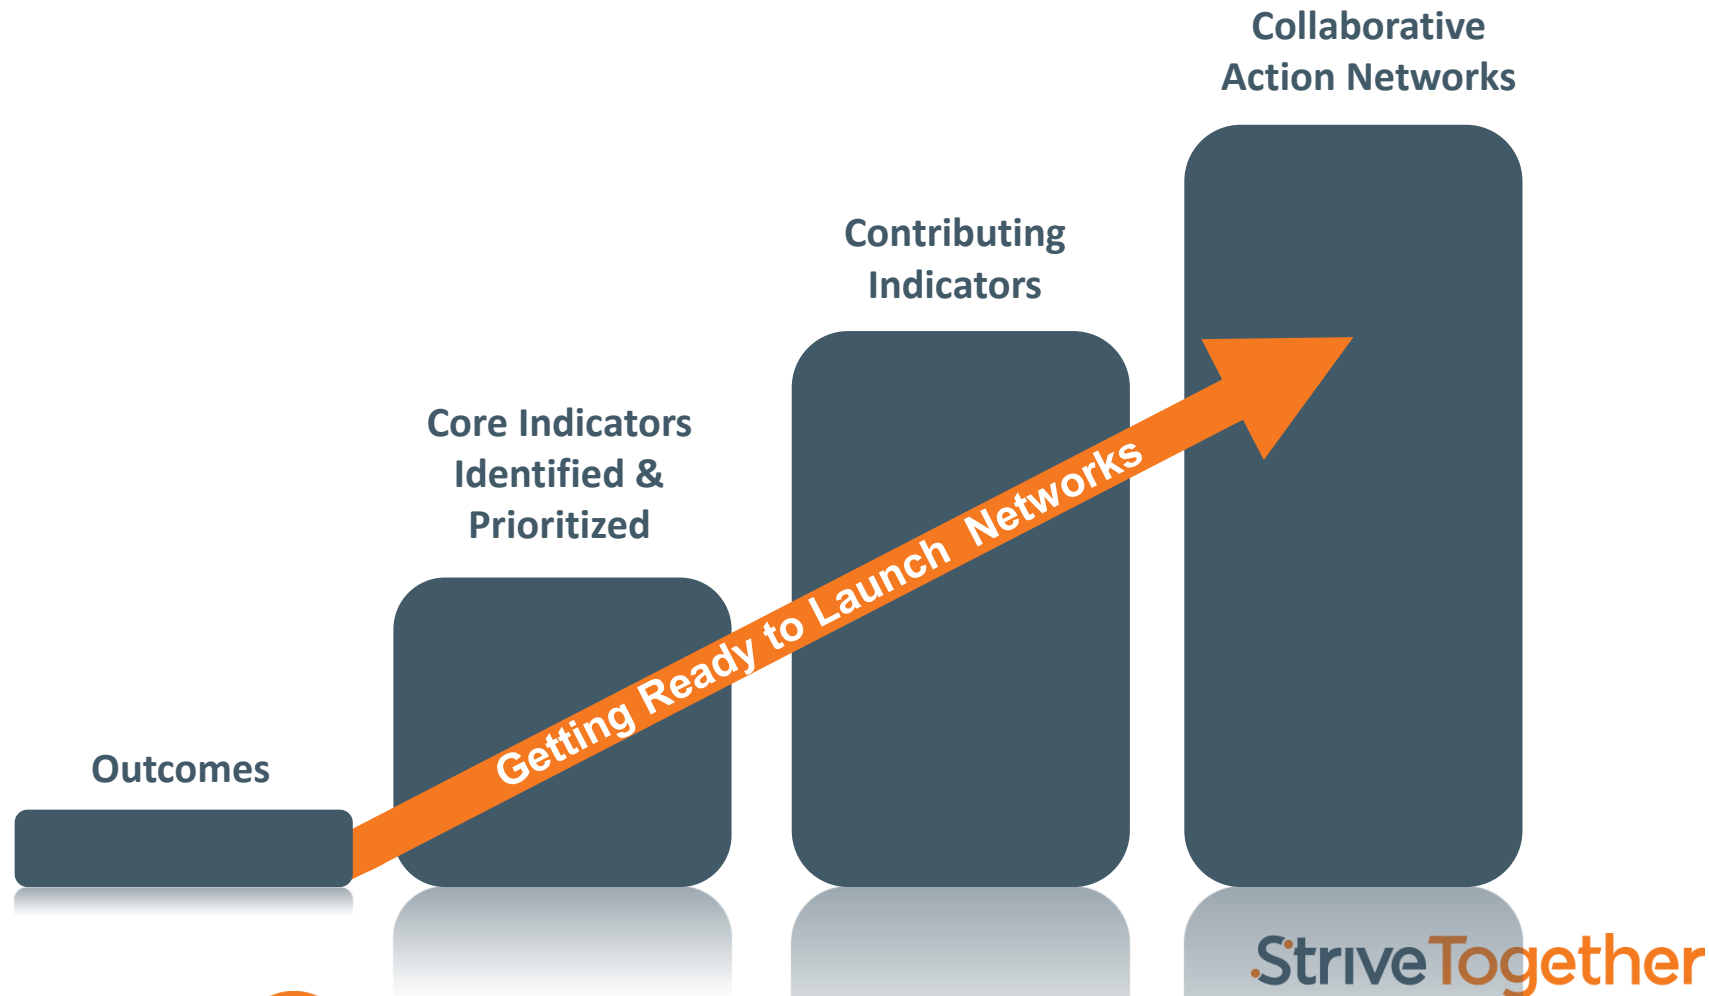 Collaborative
Action Networks
Contributing
Indicators
Core Indicators
Identified &
Prioritized
Outcomes
Getting Ready to Launch  Networks
StriveTogether